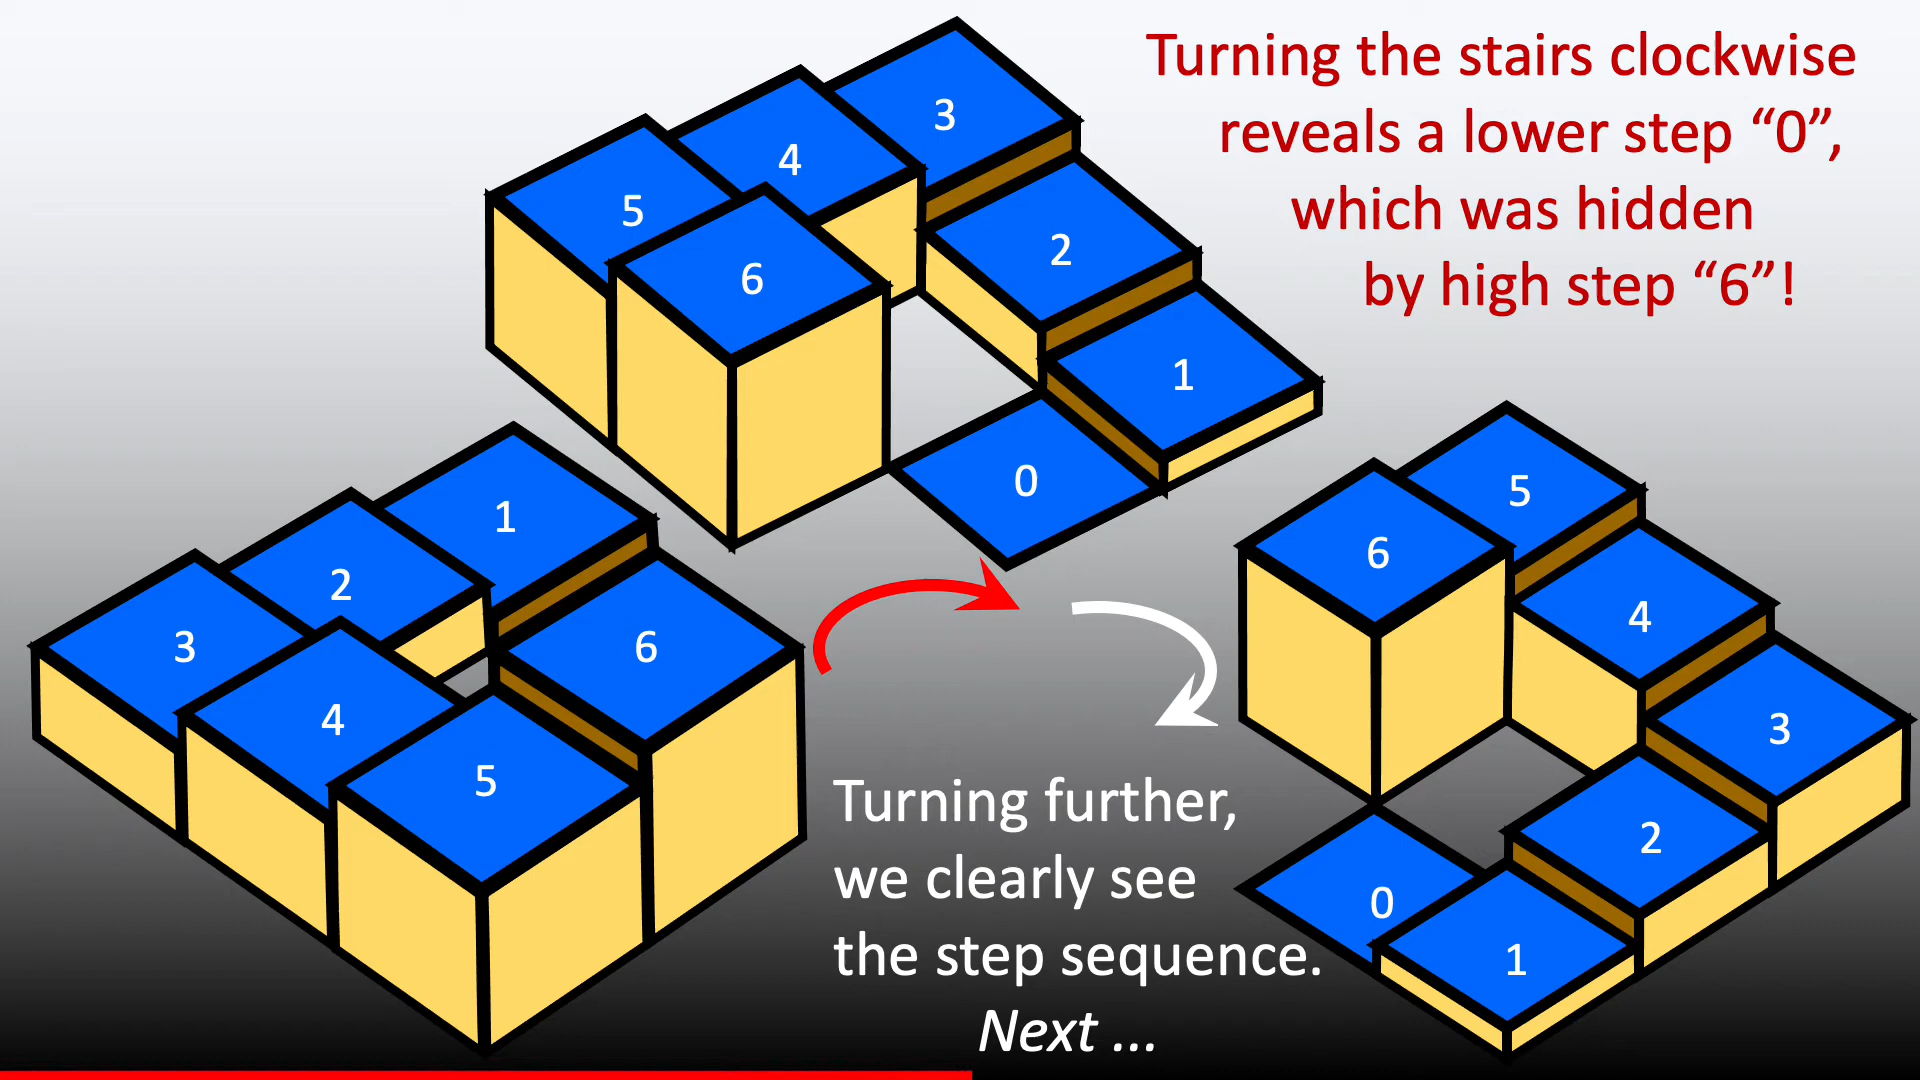 Turning the stairs clockwise
reveals a lower step “0”,
which was hidden
by high step “6”!
3
4
5
6
2
1
0
1
2
3
6
4
5
5
6
4
3
2
0
1
Turning further,
we clearly see
the step sequence.
Next ...